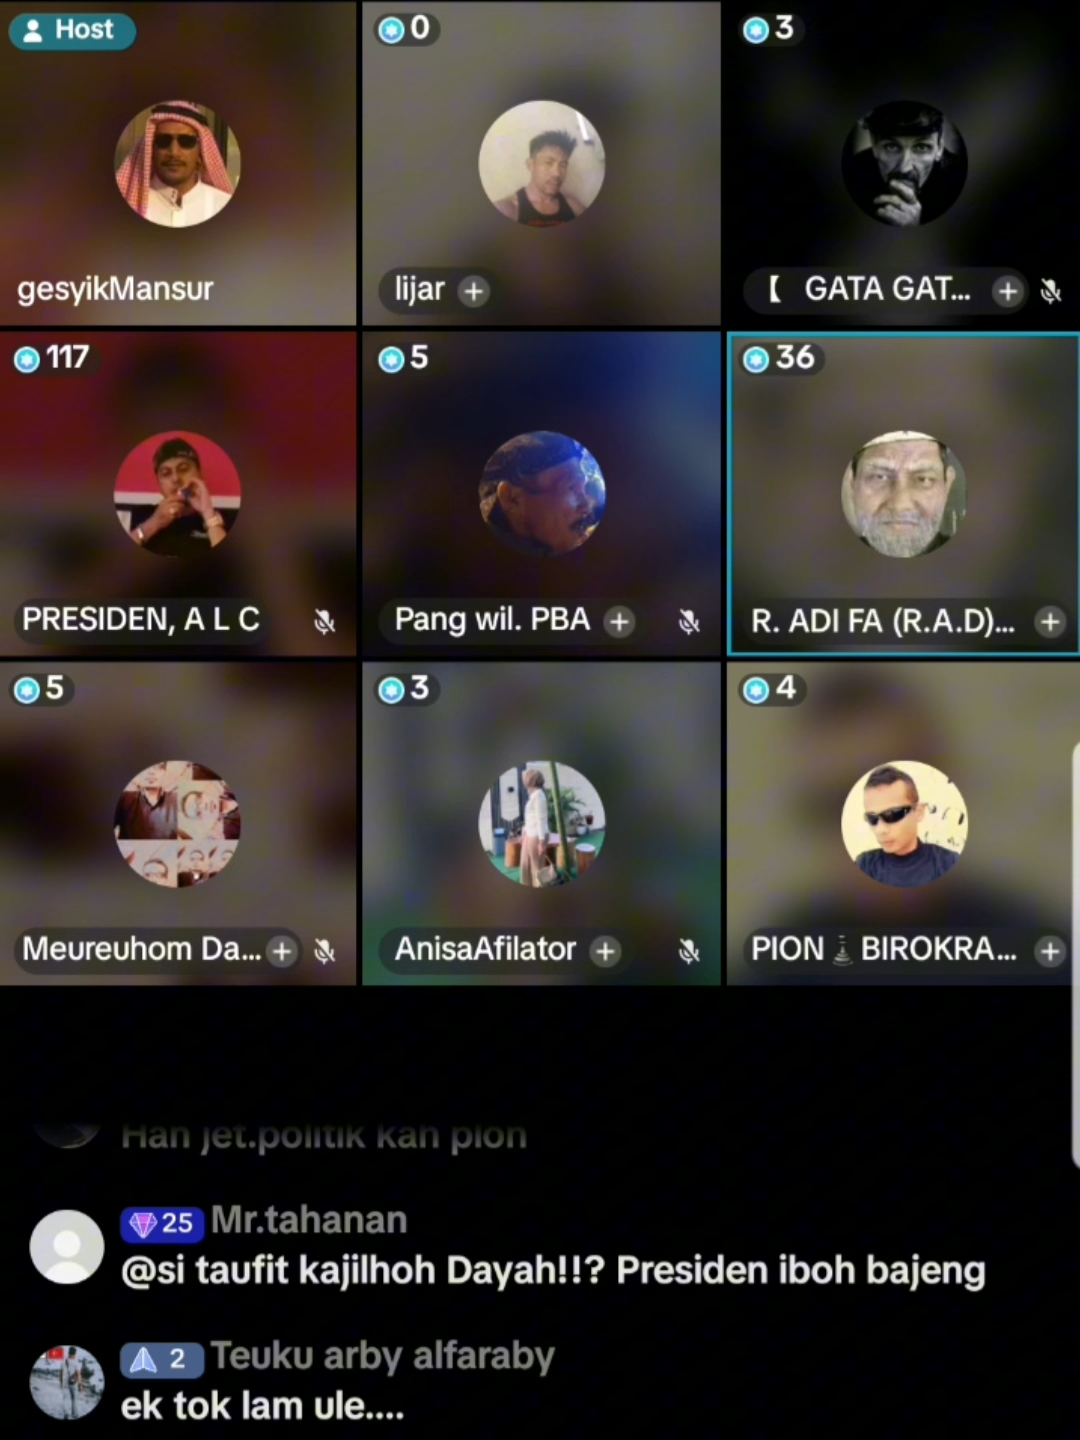 Host
0
3
gesyikMansur
lijar
【 GATA GAT...
117
5
36
PRESIDEN, A L C
Pang wil. PBA
R. ADI FA (R.A.D)...
5
3
4
Meureuhom Da...
AnisaAfilator
PION BIROKRA...
Han jet.politik kah pion
25 Mr.tahanan
@si taufit kajilhoh Dayah!!? Presiden iboh bajeng
2 Teuku arby alfaraby
ek tok lam ule....